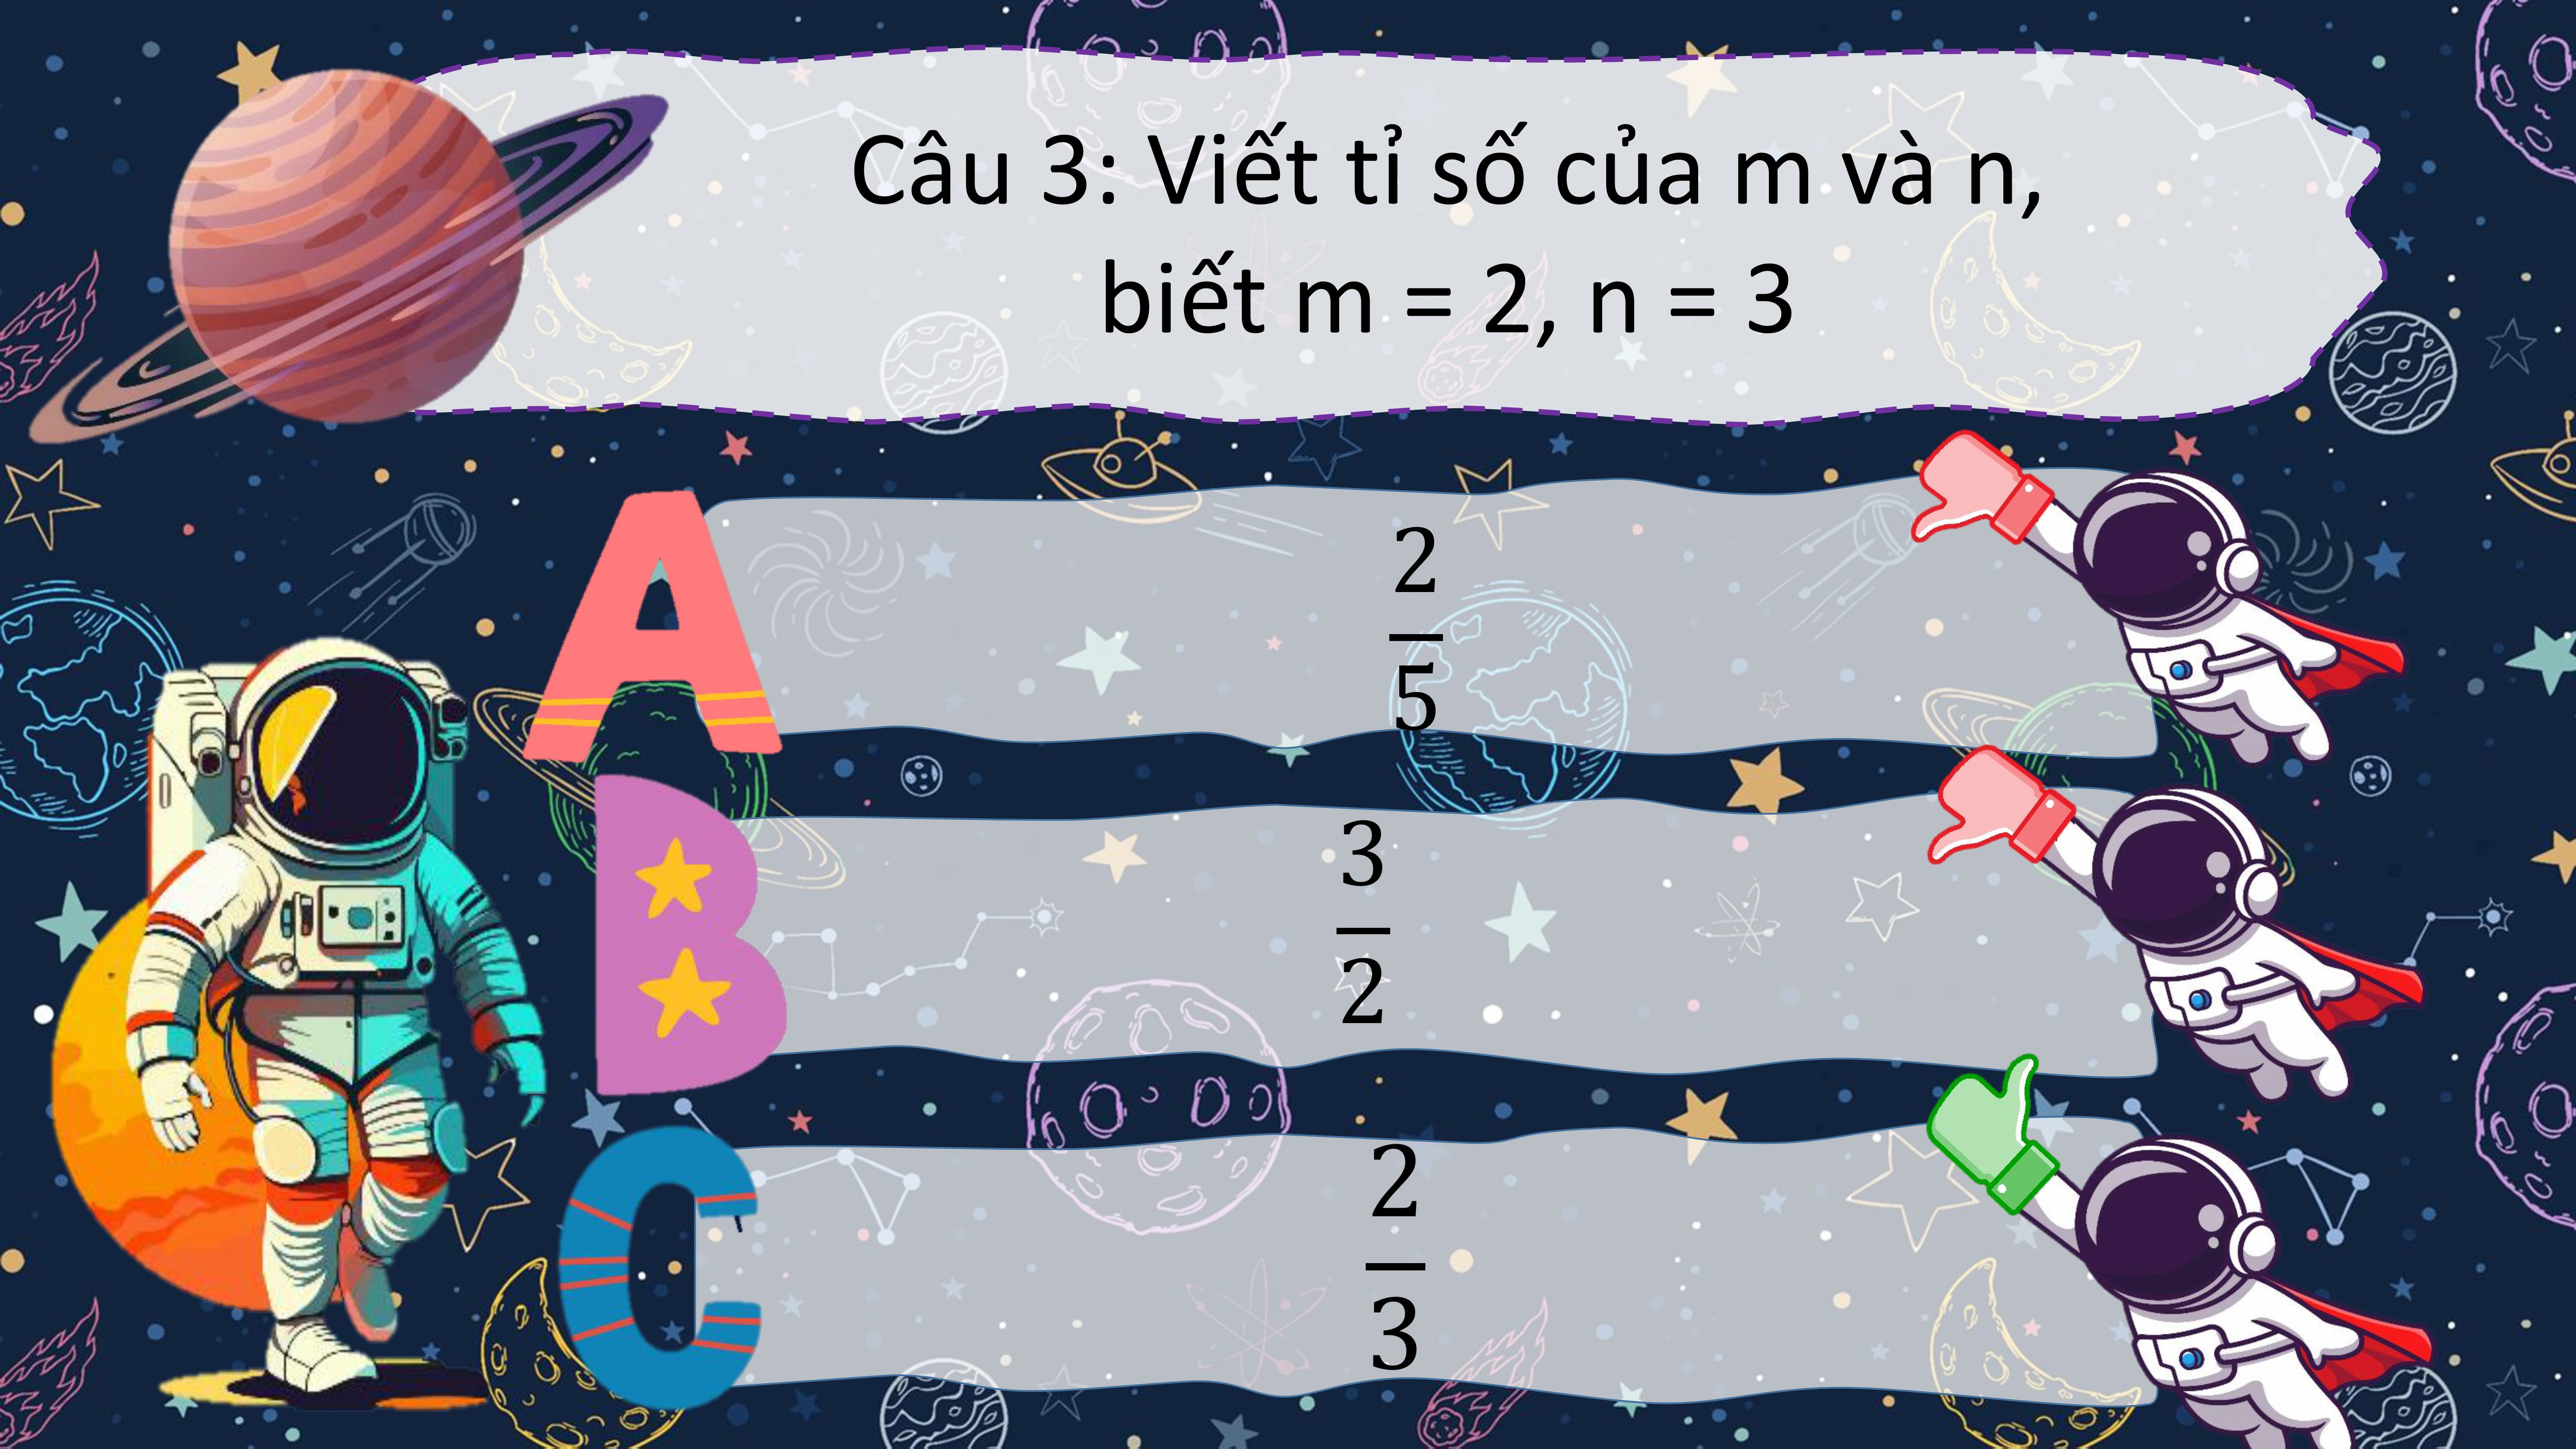 Câu 3: Viết tỉ số của m và n,
biết m = 2, n = 3
A
2
5
B
3
2
C
2
3